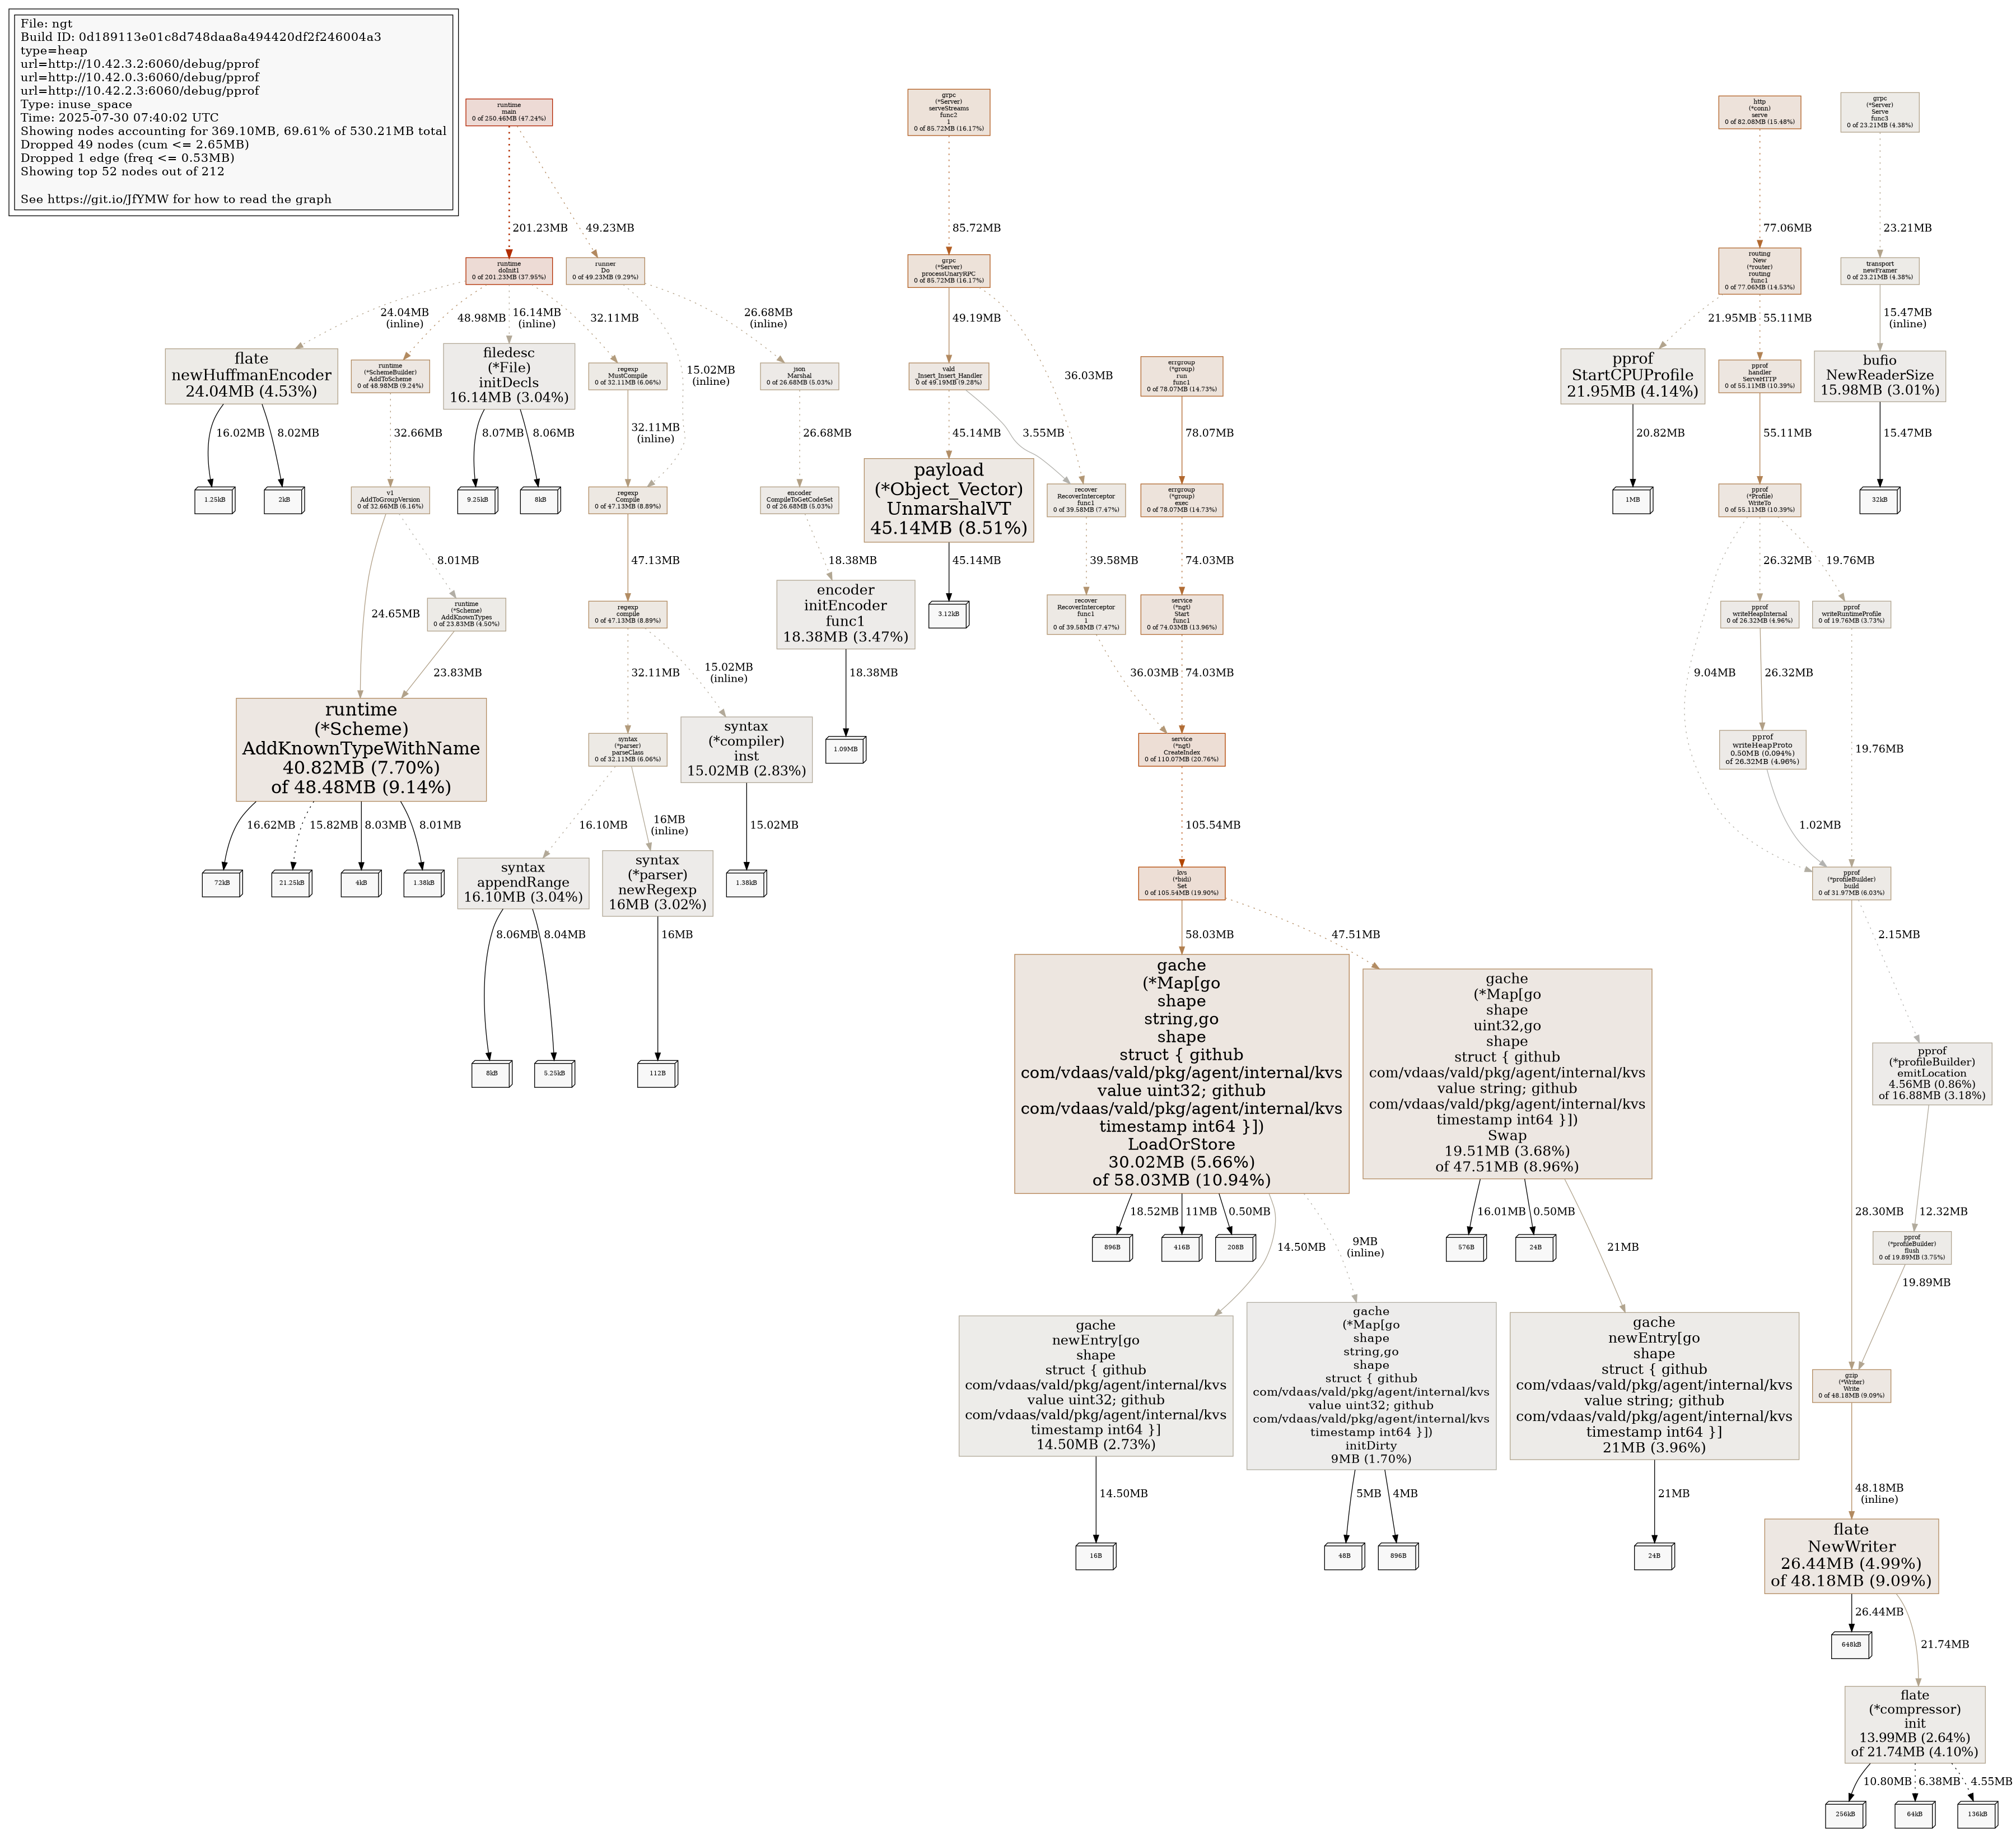 File: ngt
Build ID: 0d189113e01c8d748daa8a494420df2f246004a3
type=heap
url=http://10.42.3.2:6060/debug/pprof
url=http://10.42.0.3:6060/debug/pprof
url=http://10.42.2.3:6060/debug/pprof
Type: inuse_space
Time: 2025-07-30 07:40:02 UTC
Showing nodes accounting for 369.10MB, 69.61% of 530.21MB total
Dropped 49 nodes (cum <= 2.65MB)
Dropped 1 edge (freq <= 0.53MB)
Showing top 52 nodes out of 212
See https://git.io/JfYMW for how to read the graph
runtime
main
0 of 250.46MB (47.24%)
grpc
(*Server)
serveStreams
func2
1
0 of 85.72MB (16.17%)
http
(*conn)
serve
0 of 82.08MB (15.48%)
grpc
(*Server)
Serve
func3
0 of 23.21MB (4.38%)
201.23MB
49.23MB
85.72MB
77.06MB
23.21MB
runtime
doInit1
0 of 201.23MB (37.95%)
runner
Do
0 of 49.23MB (9.29%)
grpc
(*Server)
processUnaryRPC
0 of 85.72MB (16.17%)
routing
New
(*router)
routing
func1
0 of 77.06MB (14.53%)
transport
newFramer
0 of 23.21MB (4.38%)
24.04MB
(inline)
48.98MB
16.14MB
(inline)
32.11MB
15.02MB
(inline)
26.68MB
(inline)
49.19MB
36.03MB
21.95MB
55.11MB
15.47MB
(inline)
flate
newHuffmanEncoder
24.04MB (4.53%)
runtime
(*SchemeBuilder)
AddToScheme
0 of 48.98MB (9.24%)
filedesc
(*File)
initDecls
16.14MB (3.04%)
regexp
MustCompile
0 of 32.11MB (6.06%)
json
Marshal
0 of 26.68MB (5.03%)
vald
Insert_Insert_Handler
0 of 49.19MB (9.28%)
errgroup
(*group)
run
func1
0 of 78.07MB (14.73%)
pprof
StartCPUProfile
21.95MB (4.14%)
pprof
handler
ServeHTTP
0 of 55.11MB (10.39%)
bufio
NewReaderSize
15.98MB (3.01%)
16.02MB
8.02MB
32.66MB
8.07MB
8.06MB
32.11MB
(inline)
26.68MB
45.14MB
3.55MB
78.07MB
20.82MB
55.11MB
15.47MB
1.25kB
2kB
v1
AddToGroupVersion
0 of 32.66MB (6.16%)
9.25kB
8kB
regexp
Compile
0 of 47.13MB (8.89%)
encoder
CompileToGetCodeSet
0 of 26.68MB (5.03%)
payload
(*Object_Vector)
UnmarshalVT
45.14MB (8.51%)
recover
RecoverInterceptor
func1
0 of 39.58MB (7.47%)
errgroup
(*group)
exec
0 of 78.07MB (14.73%)
1MB
pprof
(*Profile)
WriteTo
0 of 55.11MB (10.39%)
32kB
24.65MB
8.01MB
47.13MB
18.38MB
45.14MB
39.58MB
74.03MB
9.04MB
26.32MB
19.76MB
runtime
(*Scheme)
AddKnownTypes
0 of 23.83MB (4.50%)
regexp
compile
0 of 47.13MB (8.89%)
encoder
initEncoder
func1
18.38MB (3.47%)
3.12kB
recover
RecoverInterceptor
func1
1
0 of 39.58MB (7.47%)
service
(*ngt)
Start
func1
0 of 74.03MB (13.96%)
pprof
writeHeapInternal
0 of 26.32MB (4.96%)
pprof
writeRuntimeProfile
0 of 19.76MB (3.73%)
23.83MB
32.11MB
15.02MB
(inline)
18.38MB
36.03MB
74.03MB
26.32MB
19.76MB
runtime
(*Scheme)
AddKnownTypeWithName
40.82MB (7.70%)
of 48.48MB (9.14%)
syntax
(*parser)
parseClass
0 of 32.11MB (6.06%)
syntax
(*compiler)
inst
15.02MB (2.83%)
1.09MB
service
(*ngt)
CreateIndex
0 of 110.07MB (20.76%)
pprof
writeHeapProto
0.50MB (0.094%)
of 26.32MB (4.96%)
16.62MB
15.82MB
8.03MB
8.01MB
16.10MB
16MB
(inline)
15.02MB
105.54MB
1.02MB
72kB
21.25kB
4kB
1.38kB
syntax
appendRange
16.10MB (3.04%)
syntax
(*parser)
newRegexp
16MB (3.02%)
1.38kB
kvs
(*bidi)
Set
0 of 105.54MB (19.90%)
pprof
(*profileBuilder)
build
0 of 31.97MB (6.03%)
8.06MB
8.04MB
16MB
58.03MB
47.51MB
28.30MB
2.15MB
8kB
5.25kB
112B
gache
(*Map[go
shape
string,go
shape
struct { github
com/vdaas/vald/pkg/agent/internal/kvs
value uint32; github
com/vdaas/vald/pkg/agent/internal/kvs
timestamp int64 }])
LoadOrStore
30.02MB (5.66%)
of 58.03MB (10.94%)
gache
(*Map[go
shape
uint32,go
shape
struct { github
com/vdaas/vald/pkg/agent/internal/kvs
value string; github
com/vdaas/vald/pkg/agent/internal/kvs
timestamp int64 }])
Swap
19.51MB (3.68%)
of 47.51MB (8.96%)
pprof
(*profileBuilder)
emitLocation
4.56MB (0.86%)
of 16.88MB (3.18%)
18.52MB
11MB
0.50MB
14.50MB
9MB
(inline)
16.01MB
0.50MB
21MB
12.32MB
896B
416B
208B
576B
24B
pprof
(*profileBuilder)
flush
0 of 19.89MB (3.75%)
19.89MB
gache
newEntry[go
shape
struct { github
com/vdaas/vald/pkg/agent/internal/kvs
value uint32; github
com/vdaas/vald/pkg/agent/internal/kvs
timestamp int64 }]
14.50MB (2.73%)
gache
(*Map[go
shape
string,go
shape
struct { github
com/vdaas/vald/pkg/agent/internal/kvs
value uint32; github
com/vdaas/vald/pkg/agent/internal/kvs
timestamp int64 }])
initDirty
9MB (1.70%)
gache
newEntry[go
shape
struct { github
com/vdaas/vald/pkg/agent/internal/kvs
value string; github
com/vdaas/vald/pkg/agent/internal/kvs
timestamp int64 }]
21MB (3.96%)
gzip
(*Writer)
Write
0 of 48.18MB (9.09%)
14.50MB
5MB
4MB
21MB
48.18MB
(inline)
16B
48B
896B
24B
flate
NewWriter
26.44MB (4.99%)
of 48.18MB (9.09%)
26.44MB
21.74MB
648kB
flate
(*compressor)
init
13.99MB (2.64%)
of 21.74MB (4.10%)
10.80MB
6.38MB
4.55MB
256kB
64kB
136kB